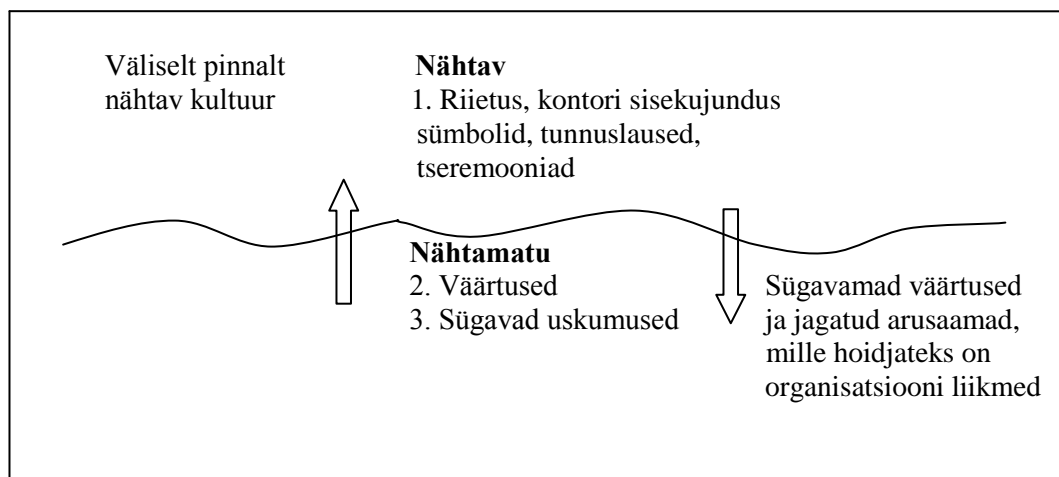 Väliselt pinnalt
nähtav kultuur
Nähtav
1. Riietus, kontori sisekujundus
sümbolid, tunnuslaused,
tseremooniad
Nähtamatu
2. Väärtused
3. Sügavad uskumused
Sügavamad väärtused
ja jagatud arusaamad,
mille hoidjateks on
organisatsiooni liikmed